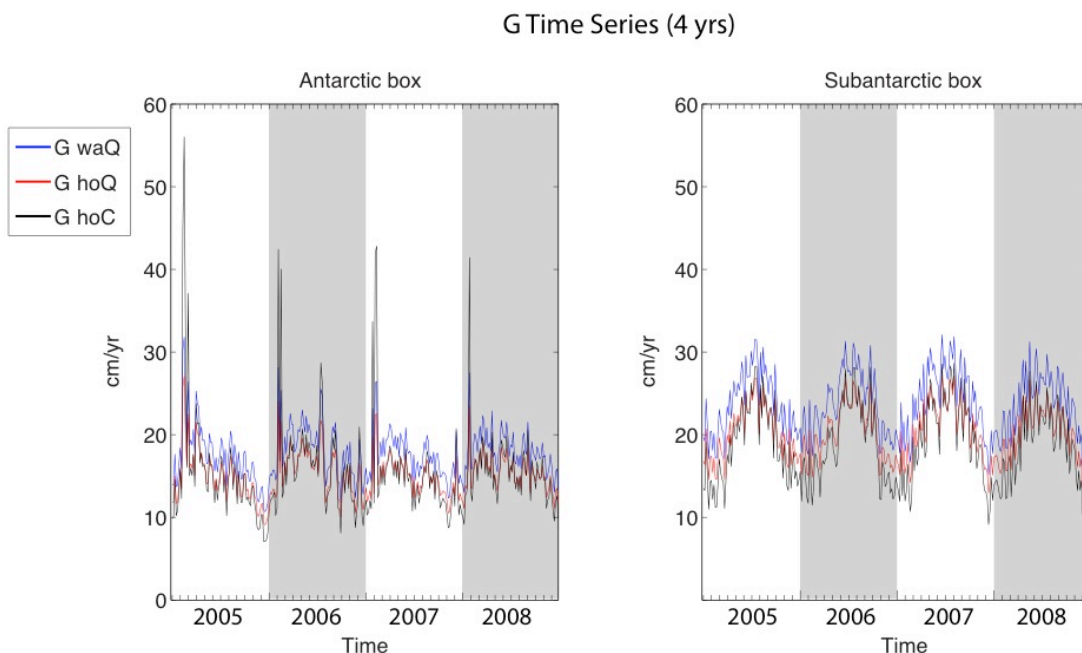 G Time Series (4 yrs)
Antarctic box
Subantarctic box
G waQ
G hoQ
G hoC
60
50
40
30
20
10
0
cm/yr
2005 2006 2007 2008
Time
60
50
40
30
20
10
0
cm/yr
2005 2006 2007 2008
Time